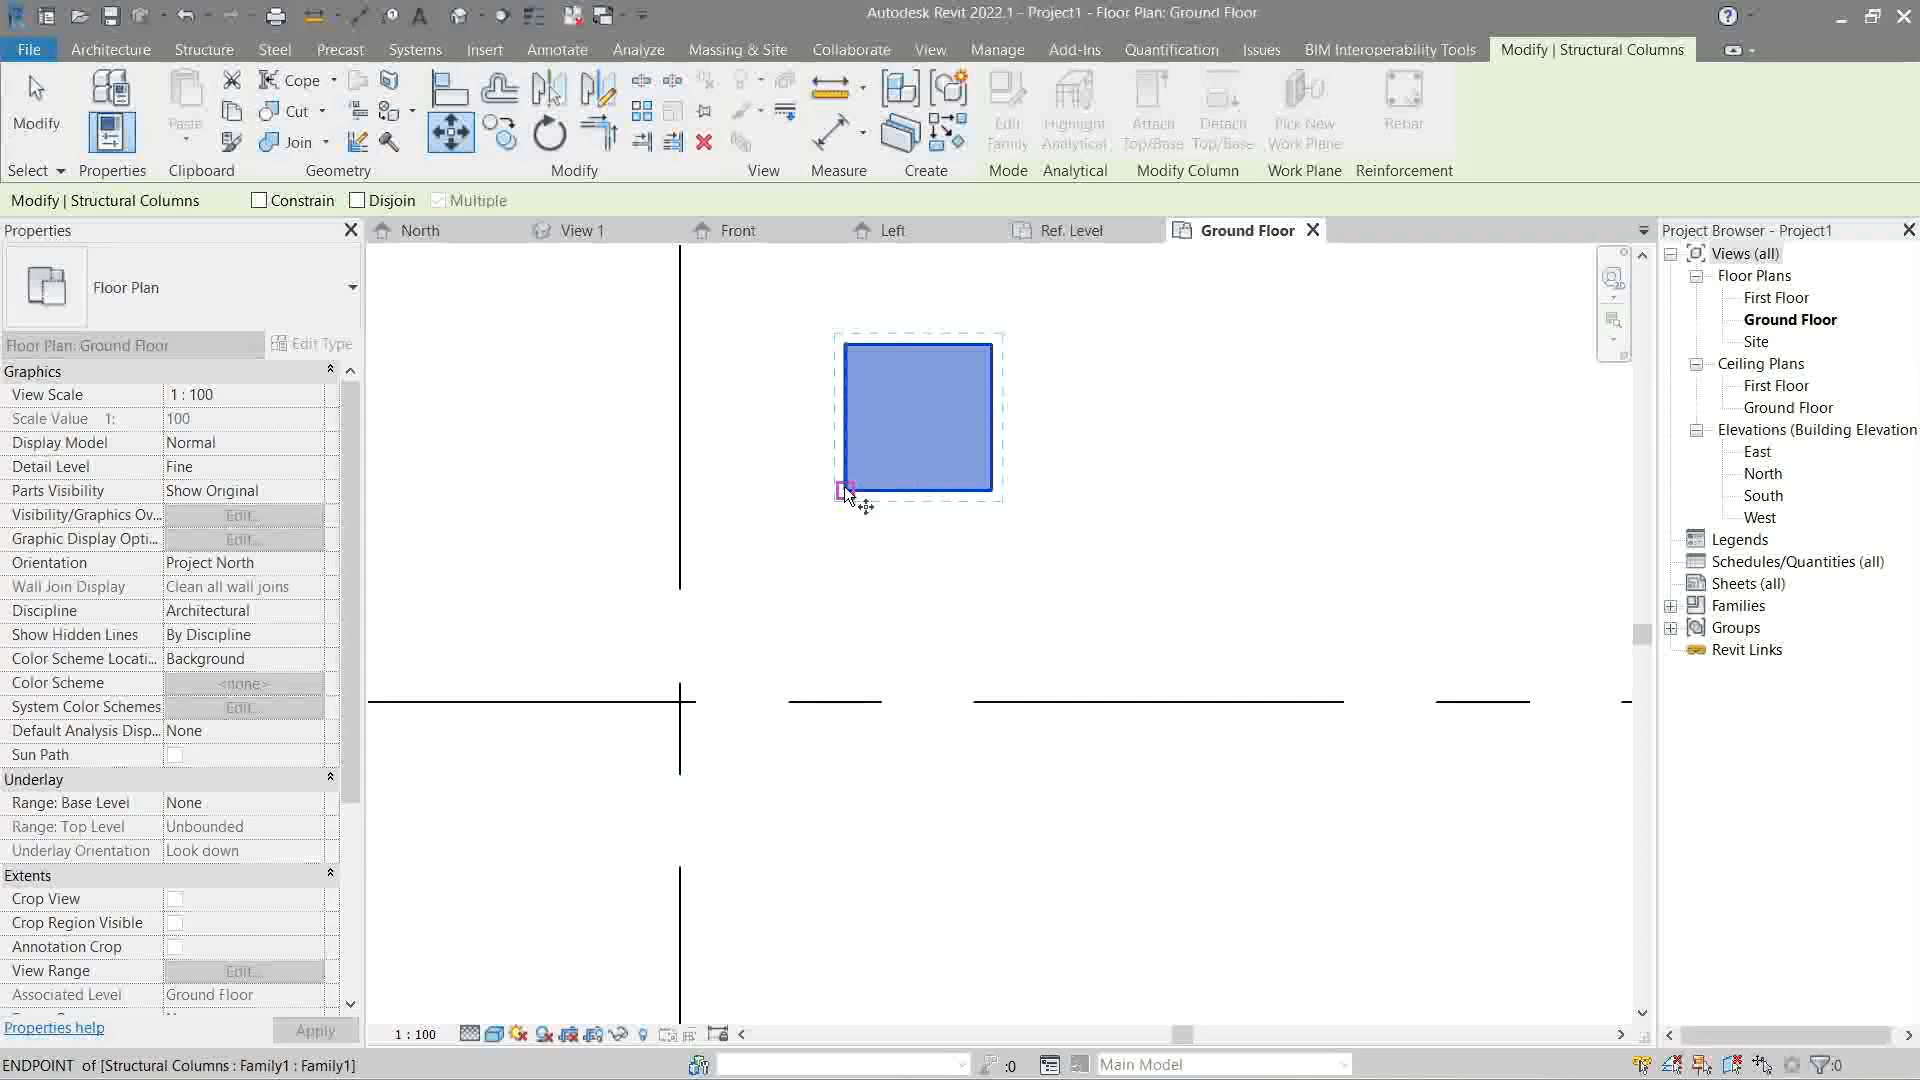 Autodesk Revit 2022.1 - Project1 - Floor Plan: Ground Floor
File Architecture Structure Steel Precast Systems Insert Annotate Analyze Massing & Site Collaborate View Manage Add-Ins Quantification Issues BIM Interoperability Tools Modify | Structural Columns
Modify
Paste
Cope
Cut
Join
Edit
Family
Highlight
Analytical
Attach
Top/Base
Detach
Top/Base
Pick New
Work Plane
Rebar
Select Properties Clipboard Geometry Modify View Measure Create Mode Analytical Modify Column Work Plane Reinforcement
Modify | Structural Columns Constrain Disjoin Multiple
Properties
Floor Plan
Floor Plan: Ground Floor Edit Type
Graphics
View Scale 1 : 100
Scale Value 1: 100
Display Model Normal
Detail Level Fine
Parts Visibility Show Original
Visibility/Graphics Ov... Edit...
Graphic Display Opti... Edit...
Orientation Project North
Wall Join Display Clean all wall joins
Discipline Architectural
Show Hidden Lines By Discipline
Color Scheme Locati... Background
Color Scheme <none>
System Color Schemes Edit...
Default Analysis Disp... None
Sun Path
Underlay
Range: Base Level None
Range: Top Level Unbounded
Underlay Orientation Look down
Extents
Crop View
Crop Region Visible
Annotation Crop
View Range Edit...
Associated Level Ground Floor
Properties help Apply
North View 1 Front Left Ref. Level Ground Floor
2D
1 : 100
Project Browser - Project1
Views (all)
Floor Plans
First Floor
Ground Floor
Site
Ceiling Plans
First Floor
Ground Floor
Elevations (Building Elevation
East
North
South
West
Legends
Schedules/Quantities (all)
Sheets (all)
Families
Groups
Revit Links
ENDPOINT of [Structural Columns : Family1 : Family1] :0 Main Model :0